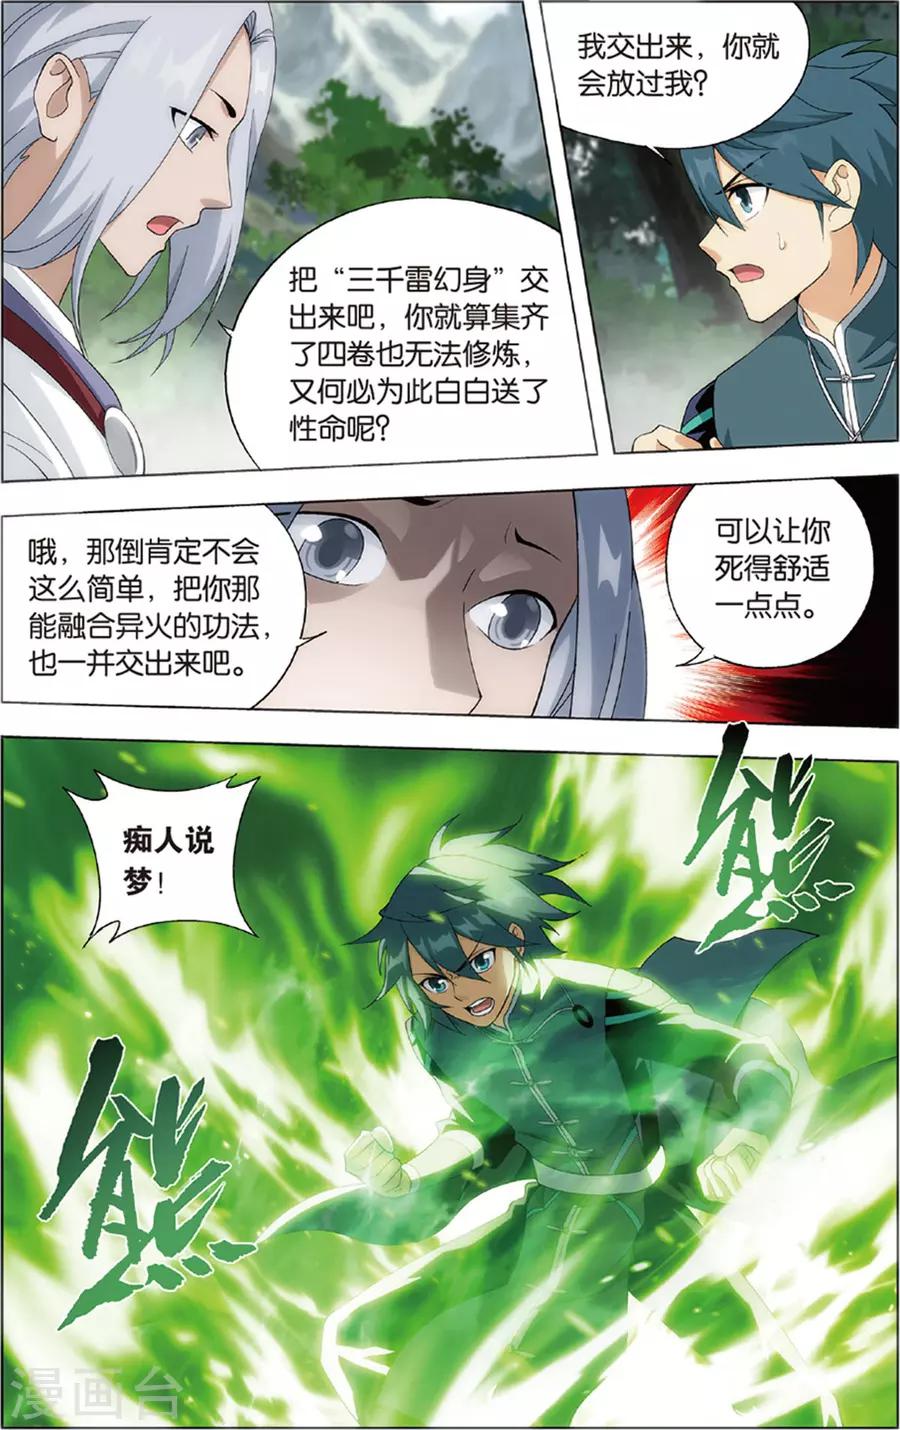 把“三千雷幻身”交
出来吧，你就算集齐
了四卷也无法修炼，
又何必为此白白送了
性命呢？
我交出来，你就
会放过我？
哦，那倒肯定不会
这么简单，把你那
能融合异火的功法，
也一并交出来吧。
可以让你
死得舒适
一点点。
痴人说
梦！
熊
熊
漫画台